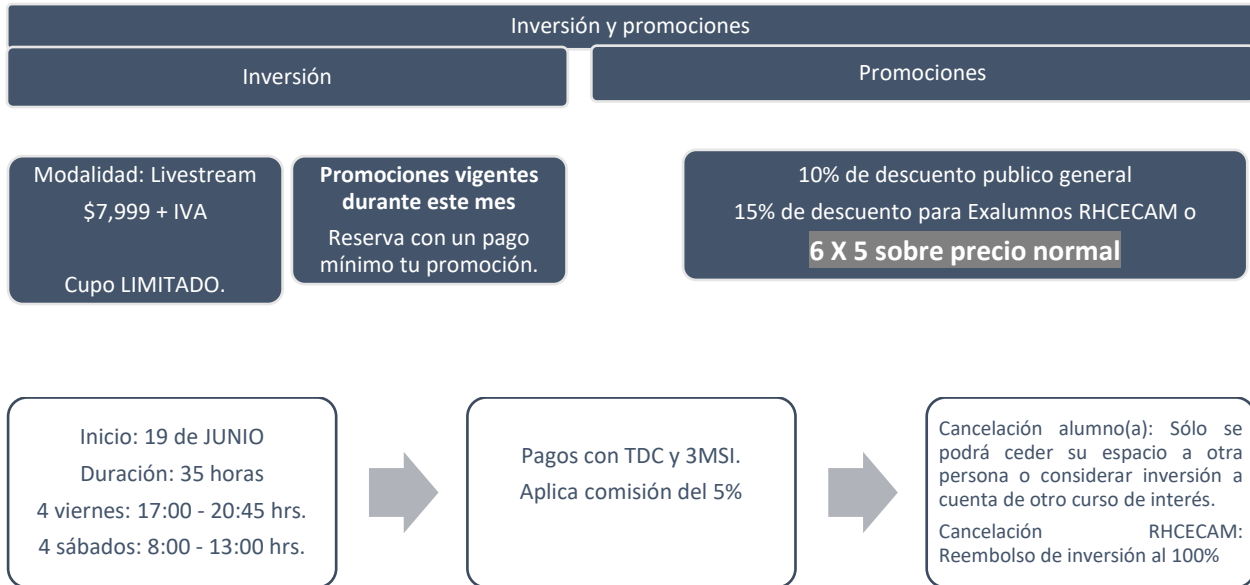 Inversión y promociones
Inversión
Promociones
Modalidad: Livestream
$7,999 + IVA
Cupo LIMITADO.
Promociones vigentes
durante este mes
Reserva con un pago
mínimo tu promoción.
10% de descuento publico general
15% de descuento para Exalumnos RHCECAM o
6 X 5 sobre precio normal
Inicio: 19 de JUNIO
Duración: 35 horas
4 viernes: 17:00 - 20:45 hrs.
4 sábados: 8:00 - 13:00 hrs.
Pagos con TDC y 3MSI.
Aplica comisión del 5%
Cancelación alumno(a): Sólo se
podrá ceder su espacio a otra
persona o considerar inversión a
cuenta de otro curso de interés.
Cancelación RHCECAM:
Reembolso de inversión al 100%